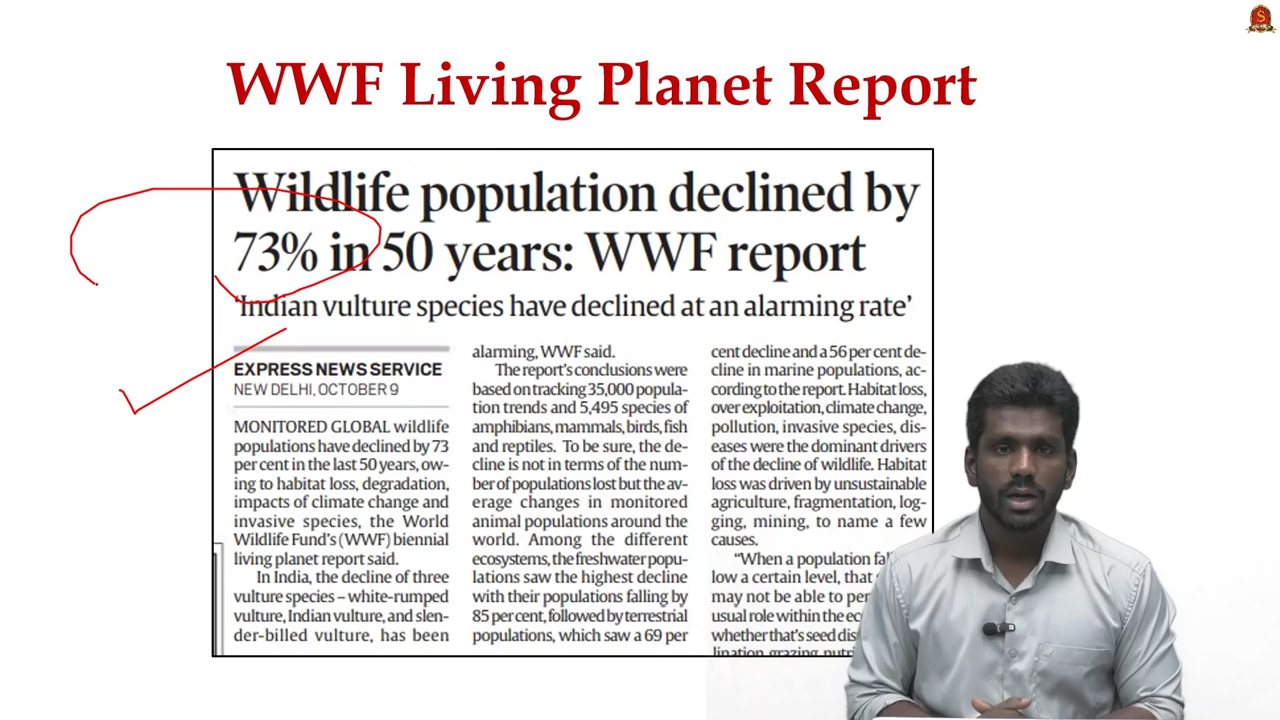 WWF Living Planet Report
Wildlife population declined by
73% in 50 years: WWF report
‘Indian vulture species have declined at an alarming rate’
EXPRESS NEWS SERVICE
NEW DELHI, OCTOBER 9
MONITORED GLOBAL wildlife
populations have declined by 73
per cent in the last 50 years, ow-
ing to habitat loss, degradation,
impacts of climate change and
invasive species, the World
Wildlife Fund's (WWF) biennial
living planet report said.
In India, the decline of three
vulture species – white-rumped
vulture, Indian vulture, and slen-
der-billed vulture, has been
alarming, WWF said.
The report's conclusions were
based on tracking 35,000 popula-
tion trends and 5,495 species of
amphibians, mammals, birds, fish
and reptiles. To be sure, the de-
cline is not in terms of the num-
ber of populations lost but the av-
erage changes in monitored
animal populations around the
world. Among the different
ecosystems, the freshwater popu-
lations saw the highest decline
with their populations falling by
85 per cent, followed by terrestrial
populations, which saw a 69 per
cent decline and a 56 per cent de-
cline in marine populations, ac-
cording to the report. Habitat loss,
over exploitation, climate change,
pollution, invasive species, dis-
eases were the dominant drivers
of the decline of wildlife. Habitat
loss was driven by unsustainable
agriculture, fragmentation, log-
ging, mining, to name a few
causes.
“When a population
low a certain level, that
may not be able to
usual role within the
whether that's seed
grazing